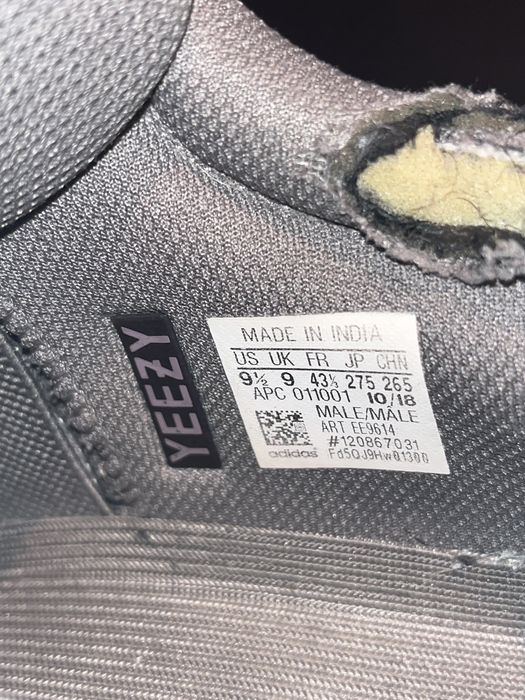 YEEZY
MADE IN INDIA
US UK FR JP CHN
9½ 9 43⅓ 275 265
APC 011001 10/18
MALE/MÂLE
ART EE9614
#120867031
adidas Fd5QJ9Hw01300